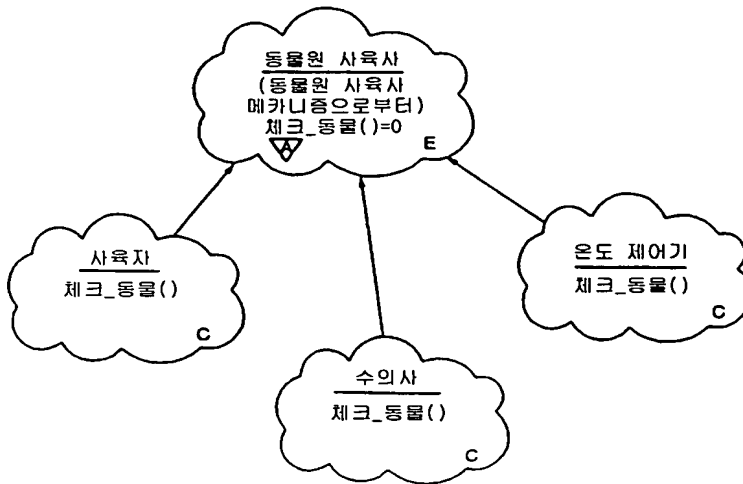 동물원 사육사
(동물원 사육사
메카니즘으로부터)
체크_동물()=0
A
E
사육자
체크_동물()
C
온도 제어기
체크_동물()
C
수의사
체크_동물()
C